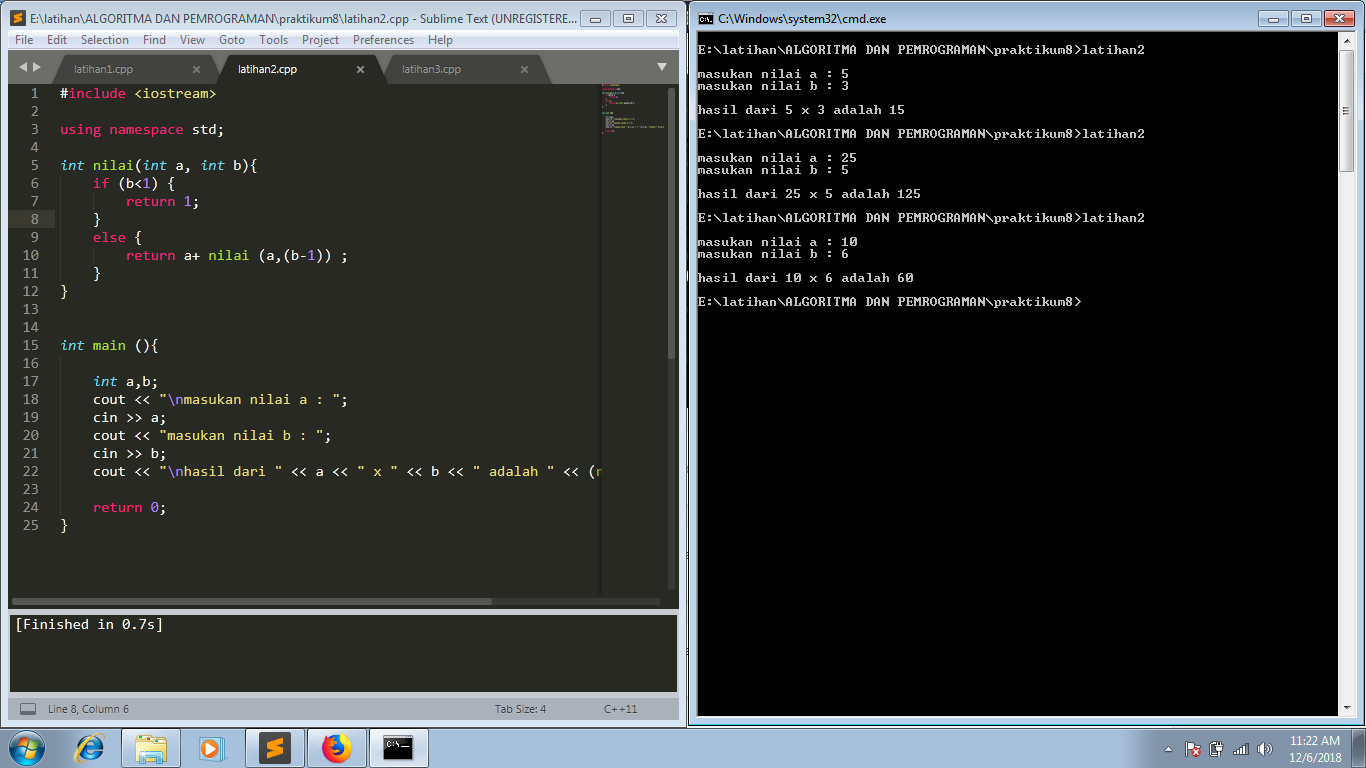 E:\latihan\ALGORITMA DAN PEMROGRAMAN\praktikum8\latihan2.cpp - Sublime Text (UNREGISTERE...
File Edit Selection Find View Goto Tools Project Preferences Help
latihan1.cpp latihan2.cpp latihan3.cpp
1 #include <iostream>
2
3 using namespace std;
4
5 int nilai(int a, int b){
6 if (b<1) {
7 return 1;
8 }
9 else {
10 return a+ nilai (a,(b-1)) ;
11 }
12 }
13
14
15 int main (){
16
17 int a,b;
18 cout << "\nmasukan nilai a : ";
19 cin >> a;
20 cout << "masukan nilai b : ";
21 cin >> b;
22 cout << "\nhasil dari " << a << " x " << b << " adalah " << (n
23
24 return 0;
25 }
[Finished in 0.7s]
Line 8, Column 6 Tab Size: 4 C++11
C:\Windows\system32\cmd.exe
E:\latihan\ALGORITMA DAN PEMROGRAMAN\praktikum8>latihan2
masukan nilai a : 5
masukan nilai b : 3
hasil dari 5 x 3 adalah 15
E:\latihan\ALGORITMA DAN PEMROGRAMAN\praktikum8>latihan2
masukan nilai a : 25
masukan nilai b : 5
hasil dari 25 x 5 adalah 125
E:\latihan\ALGORITMA DAN PEMROGRAMAN\praktikum8>latihan2
masukan nilai a : 10
masukan nilai b : 6
hasil dari 10 x 6 adalah 60
E:\latihan\ALGORITMA DAN PEMROGRAMAN\praktikum8>
11:22 AM
12/6/2018